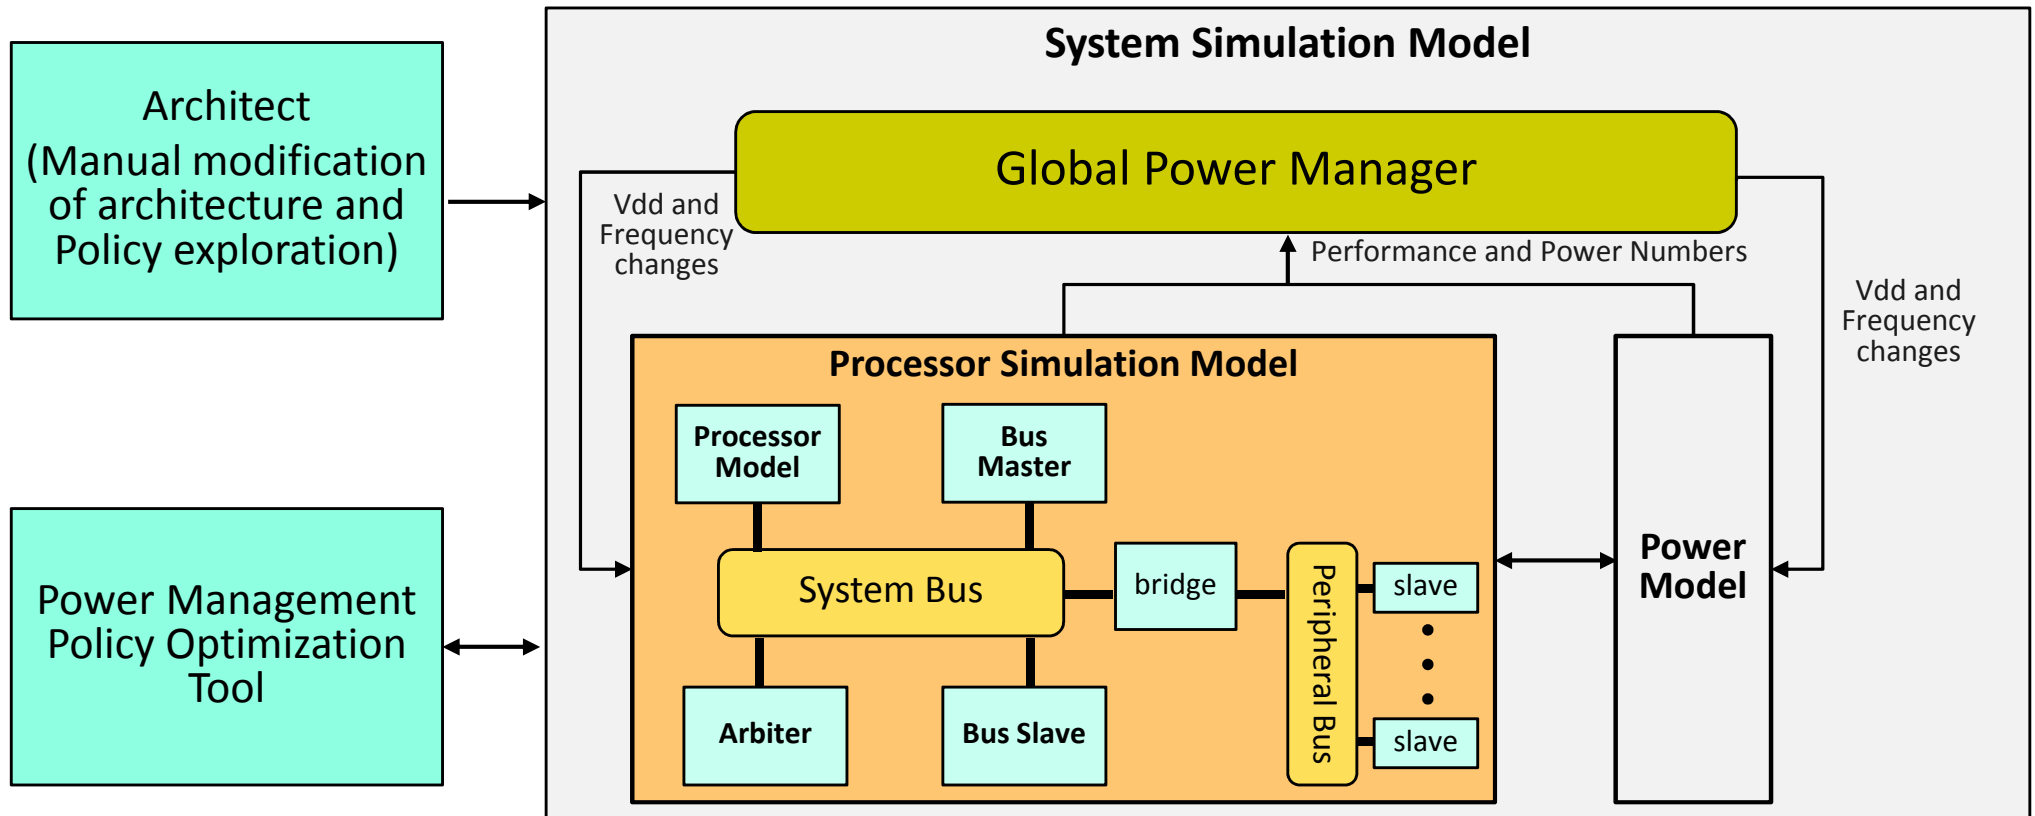 System Simulation Model
Architect
(Manual modification
of architecture and
Policy exploration)
Global Power Manager
Vdd and
Frequency
changes
Performance and Power Numbers
Vdd and
Frequency
changes
Processor Simulation Model
Processor
Model
Bus
Master
System Bus
bridge
Peripheral Bus
slave
slave
Arbiter
Bus Slave
Power
Model
Power Management
Policy Optimization
Tool